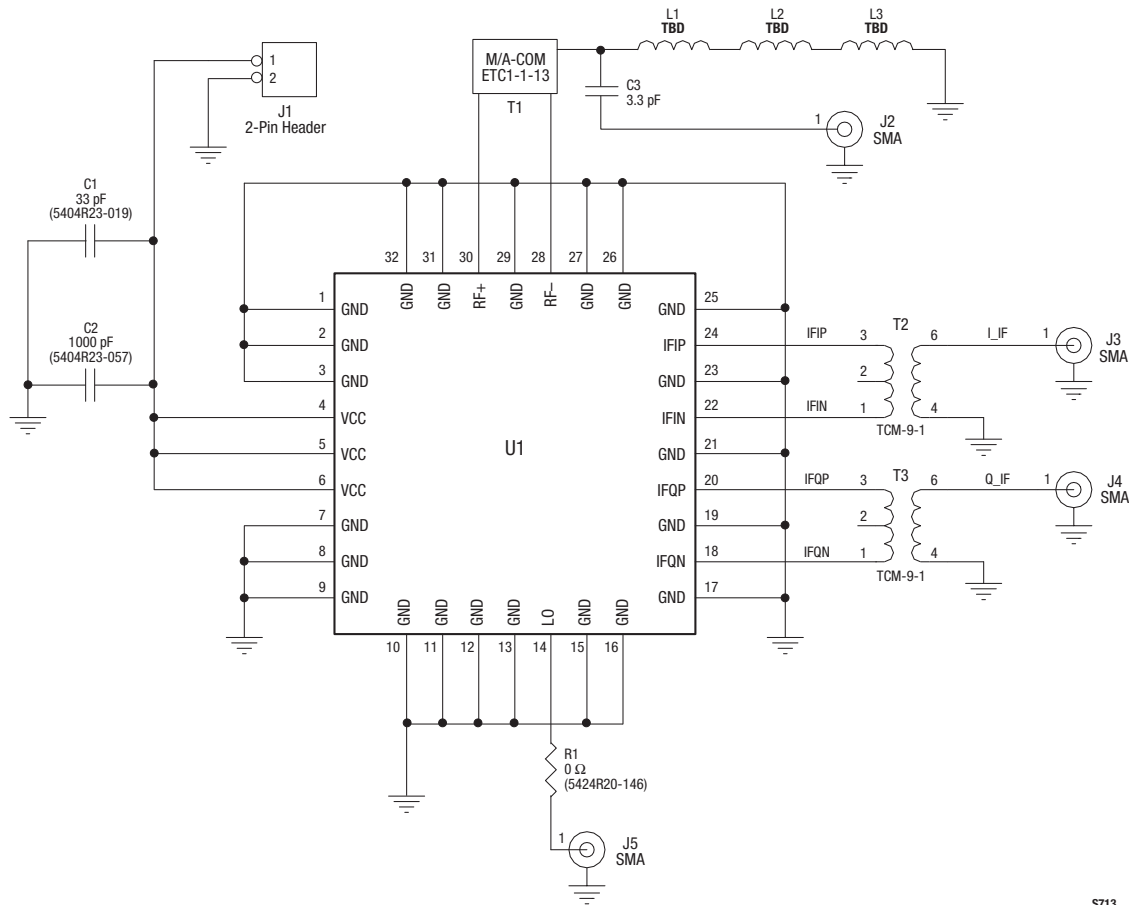 L1
TBD
L2
TBD
L3
TBD
M/A-COM
ETC1-1-13
T1
C3
3.3 pF
1
J2
SMA
1
2
J1
2-Pin Header
C1
33 pF
(5404R23-019)
C2
1000 pF
(5404R23-057)
32
31
30
29
28
27
26
GND
GND
RF+
GND
RF–
GND
GND
1
GND
2
GND
3
GND
4
VCC
5
VCC
6
VCC
7
GND
8
GND
9
GND
U1
25
GND
24
IFIP
23
GND
22
IFIN
21
GND
20
IFQP
19
GND
18
IFQN
17
GND
GND
GND
GND
GND
LO
GND
GND
10
11
12
13
14
15
16
IFIP
3
T2
6
I_IF
1
J3
SMA
2
IFIN
1
4
TCM-9-1
IFQP
3
T3
6
Q_IF
1
J4
SMA
2
IFQN
1
4
TCM-9-1
R1
0 Ω
(5424R20-146)
1
J5
SMA
S713